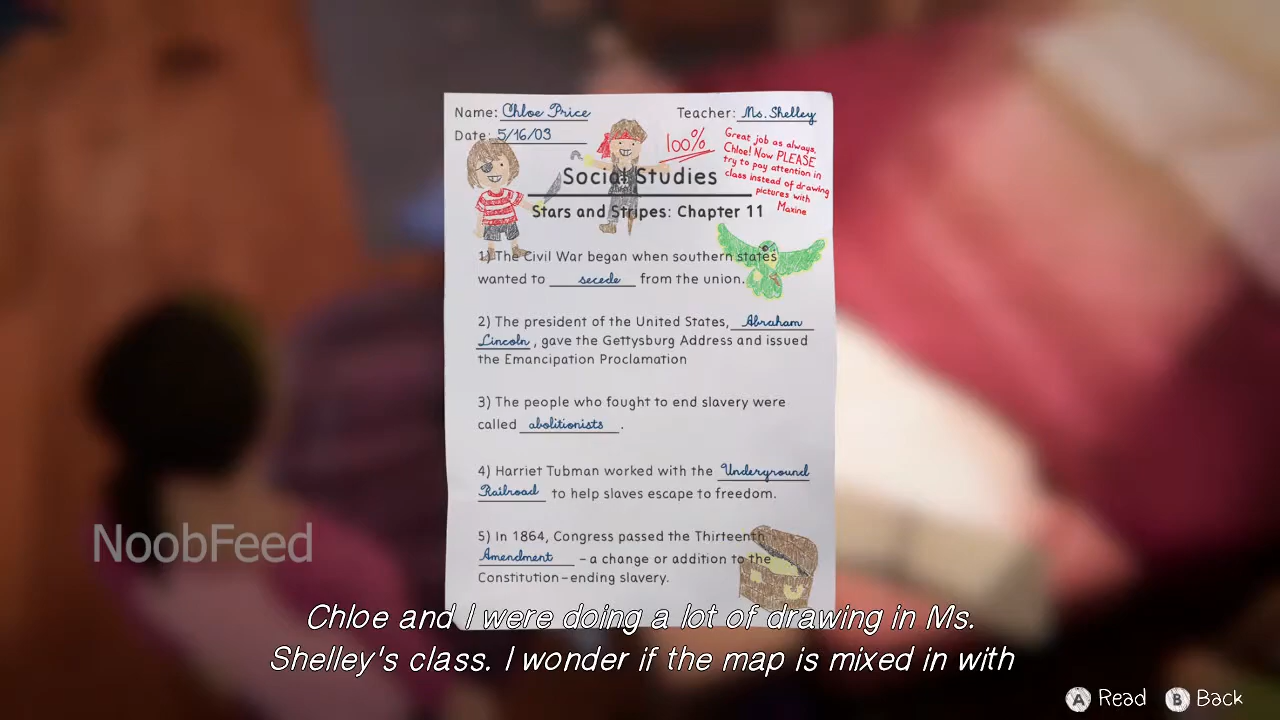 Name: Chloe Price
Teacher: Ms. Shelley
Date: 5/16/03
100%
Great job as always,
Chloe! Now PLEASE
try to pay attention in
class instead of drawing
pictures with
Maxine
Social Studies
Stars and Stripes: Chapter 11
1) The Civil War began when southern states
wanted to secede from the union.
2) The president of the United States, Abraham
Lincoln, gave the Gettysburg Address and issued
the Emancipation Proclamation
3) The people who fought to end slavery were
called abolitionists.
4) Harriet Tubman worked with the Underground
Railroad to help slaves escape to freedom.
5) In 1864, Congress passed the Thirteenth
Amendment – a change or addition to the
Constitution – ending slavery.
NoobFeed
Chloe and I were doing a lot of drawing in Ms.
Shelley's class. I wonder if the map is mixed in with
A Read B Back